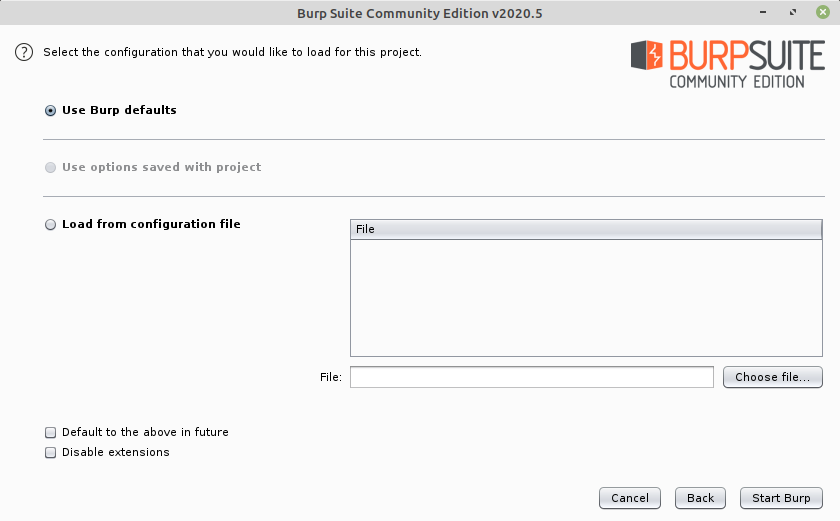 Burp Suite Community Edition v2020.5
? Select the configuration that you would like to load for this project.
BURPSUITE
COMMUNITY EDITION
Use Burp defaults
Use options saved with project
Load from configuration file
File
File:
Choose file...
Default to the above in future
Disable extensions
Cancel Back Start Burp